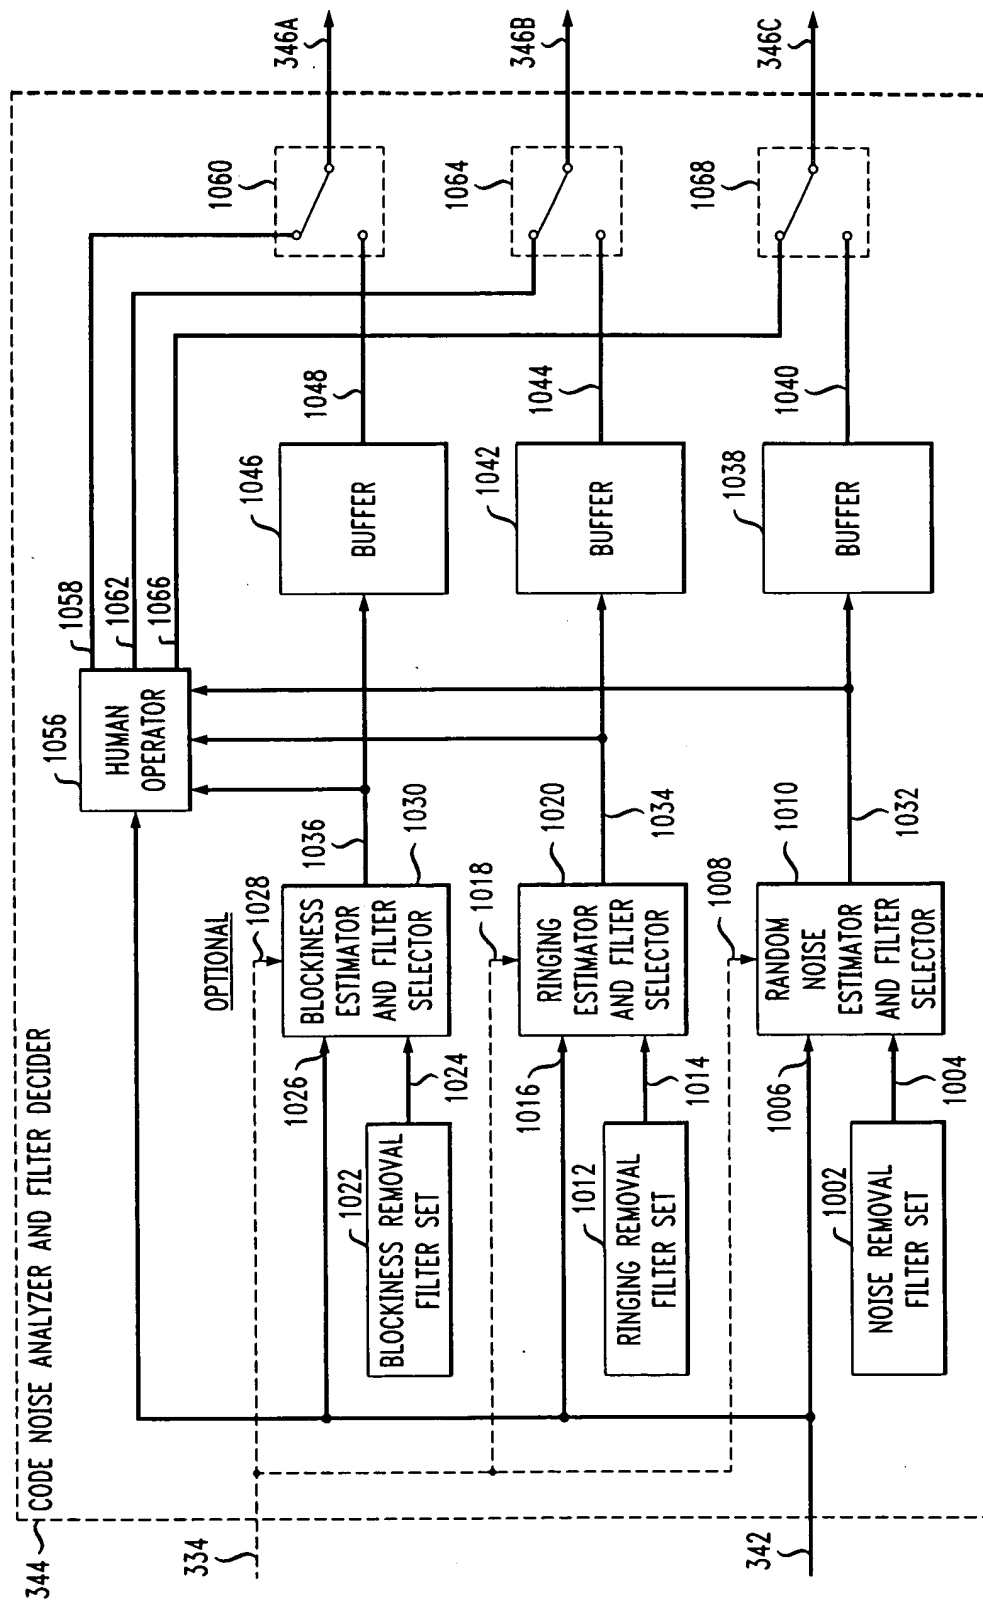 344
CODE NOISE ANALYZER AND FILTER DECIDER
1056
HUMAN
OPERATOR
1058
1062
1066
1060
346A
1064
346B
1068
346C
334
OPTIONAL
1028
1026
BLOCKINESS
ESTIMATOR
AND FILTER
SELECTOR
1036
1030
1046
BUFFER
1048
1022
BLOCKINESS REMOVAL
FILTER SET
1024
1018
1016
RINGING
ESTIMATOR
AND FILTER
SELECTOR
1020
1034
1042
BUFFER
1044
1012
RINGING REMOVAL
FILTER SET
1014
342
1008
1006
RANDOM
NOISE
ESTIMATOR
AND FILTER
SELECTOR
1010
1032
1038
BUFFER
1040
1002
NOISE REMOVAL
FILTER SET
1004